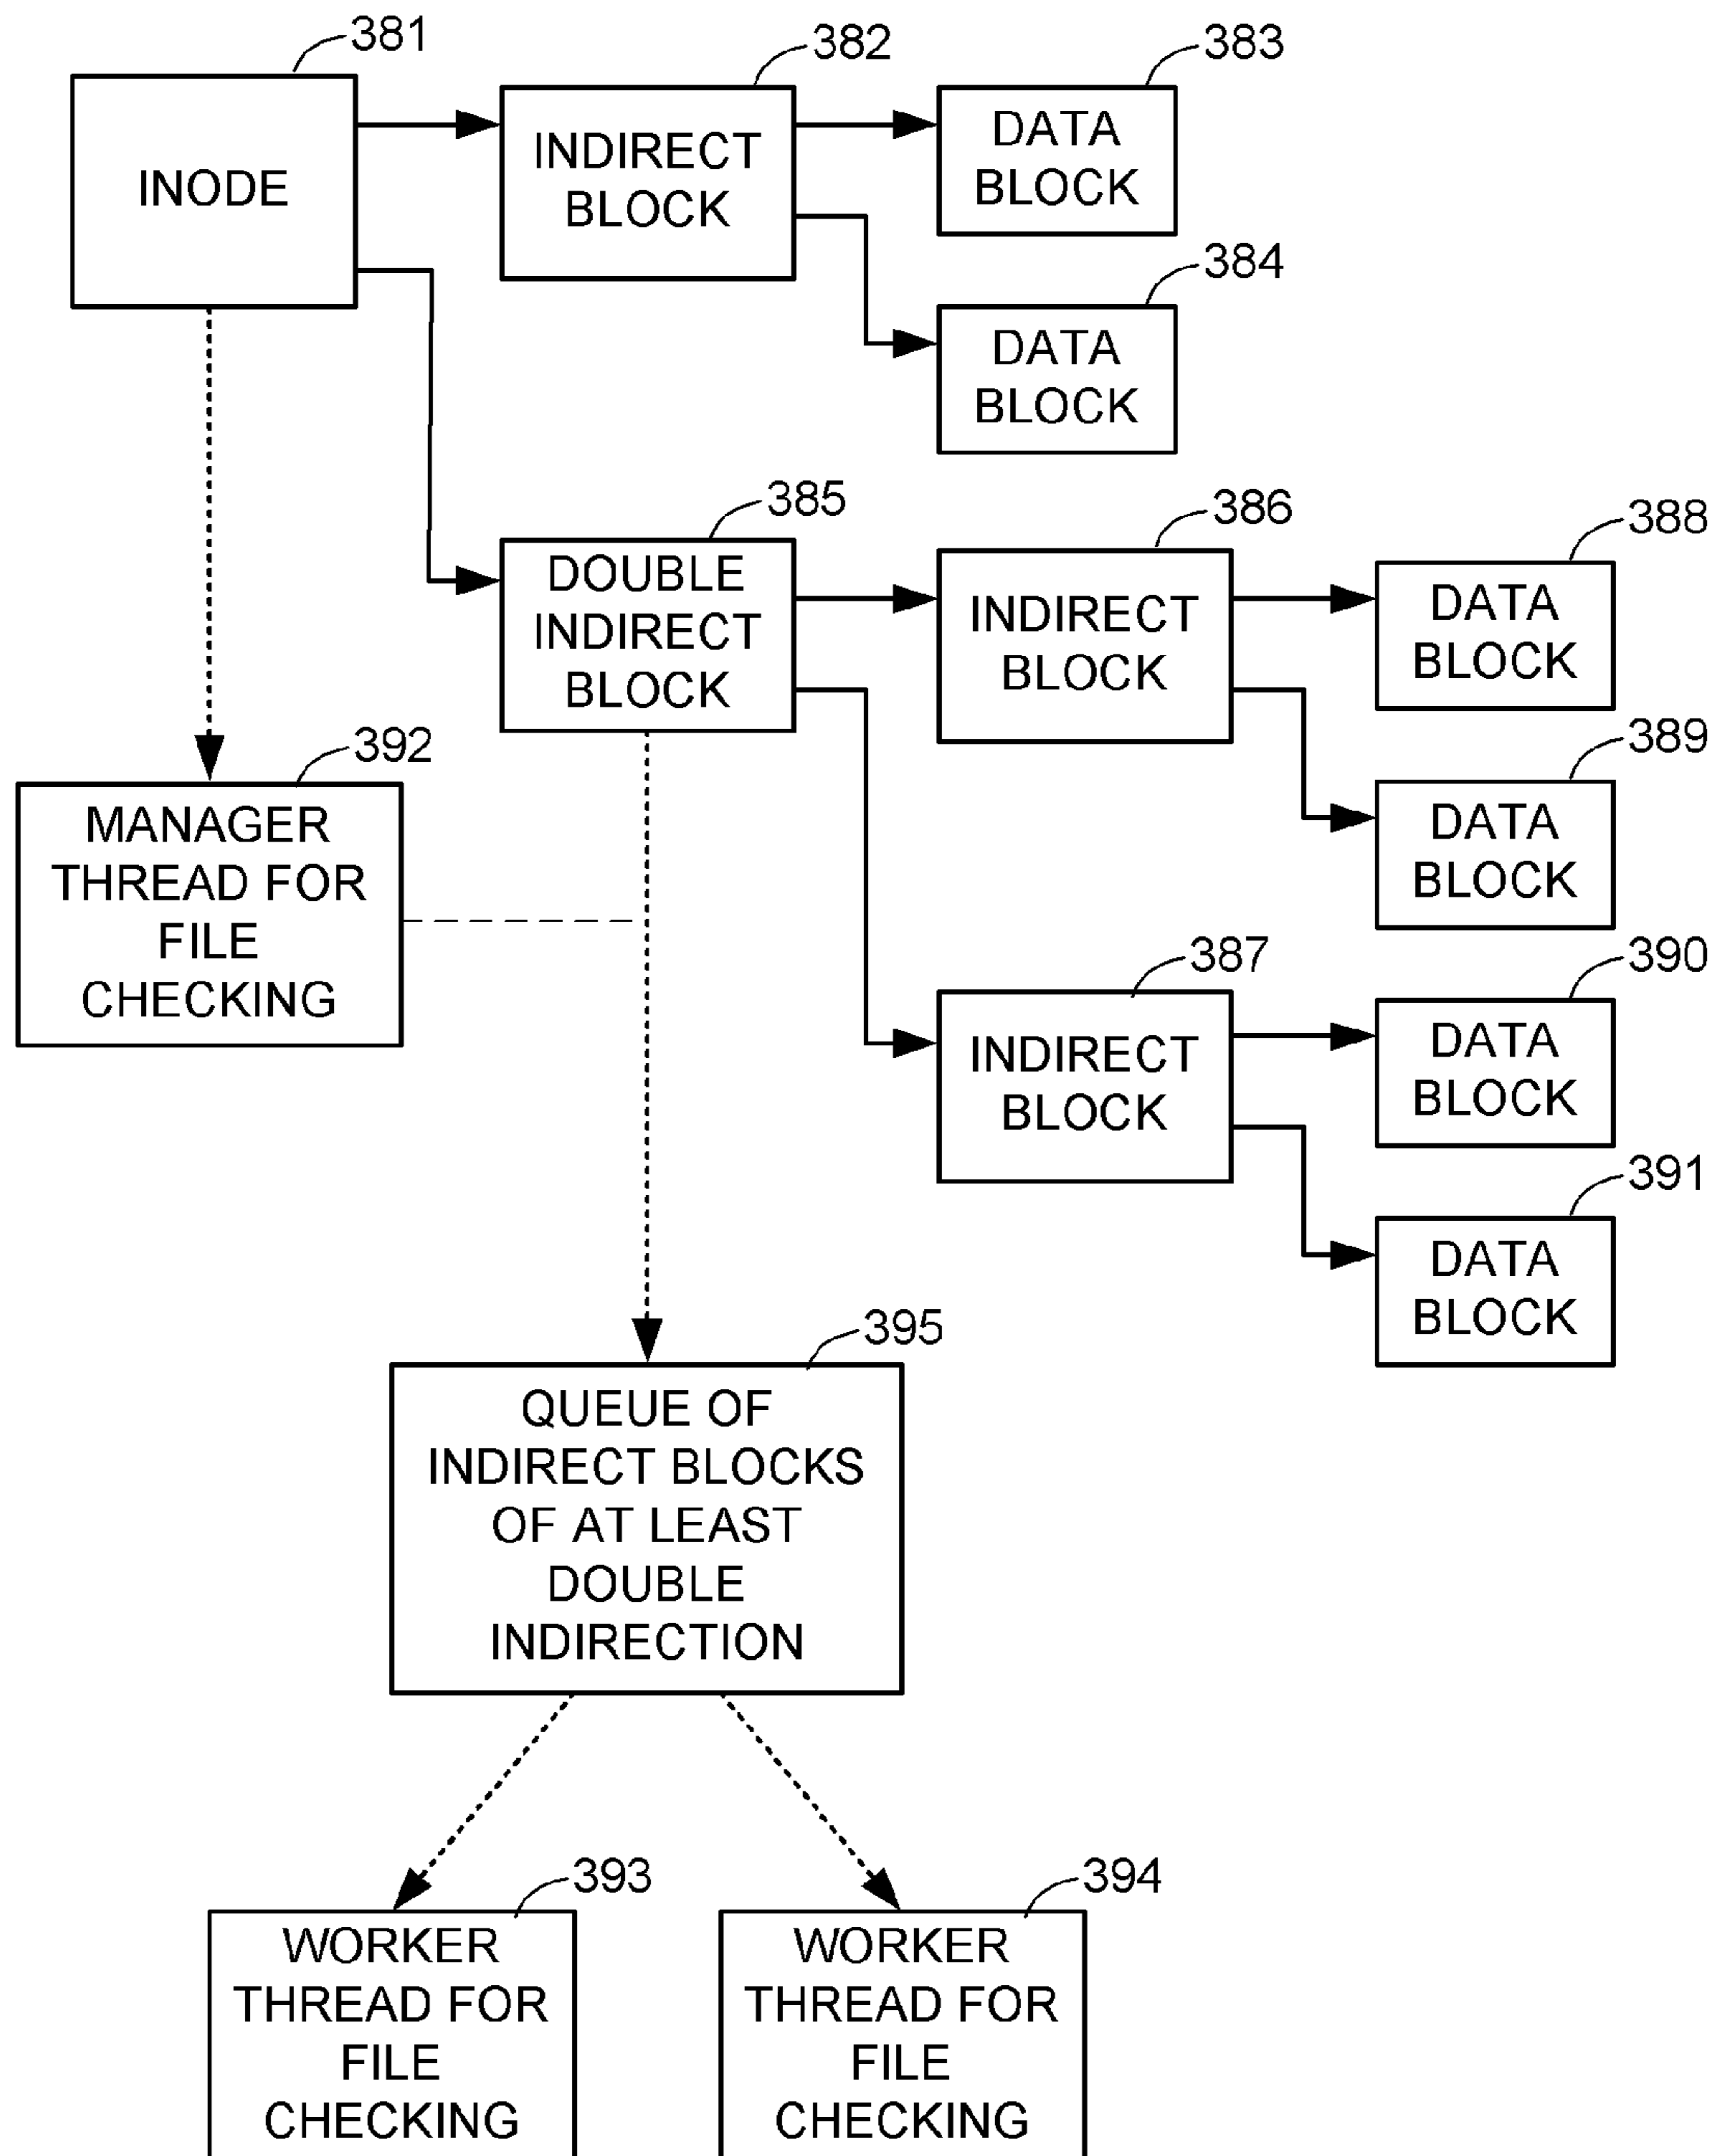 381
382
383
INODE
INDIRECT
BLOCK
DATA
BLOCK
384
DATA
BLOCK
385
386
388
DOUBLE
INDIRECT
BLOCK
INDIRECT
BLOCK
DATA
BLOCK
392
389
MANAGER
THREAD FOR
FILE
CHECKING
DATA
BLOCK
387
390
INDIRECT
BLOCK
DATA
BLOCK
391
DATA
BLOCK
395
QUEUE OF
INDIRECT BLOCKS
OF AT LEAST
DOUBLE
INDIRECTION
393
394
WORKER
THREAD FOR
FILE
CHECKING
WORKER
THREAD FOR
FILE
CHECKING